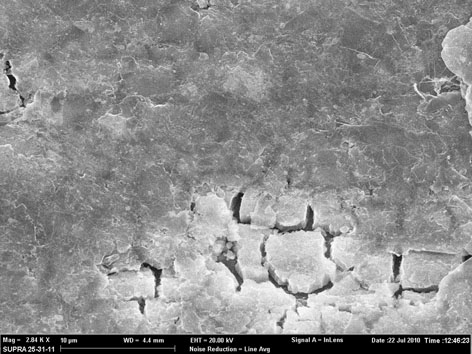 Mag = 2.84 K X 10 µm WD = 4.4 mm EHT = 20.00 kV Signal A = InLens Date :22 Jul 2010 Time :12:46:23
SUPRA 25-31-11 Noise Reduction = Line Avg